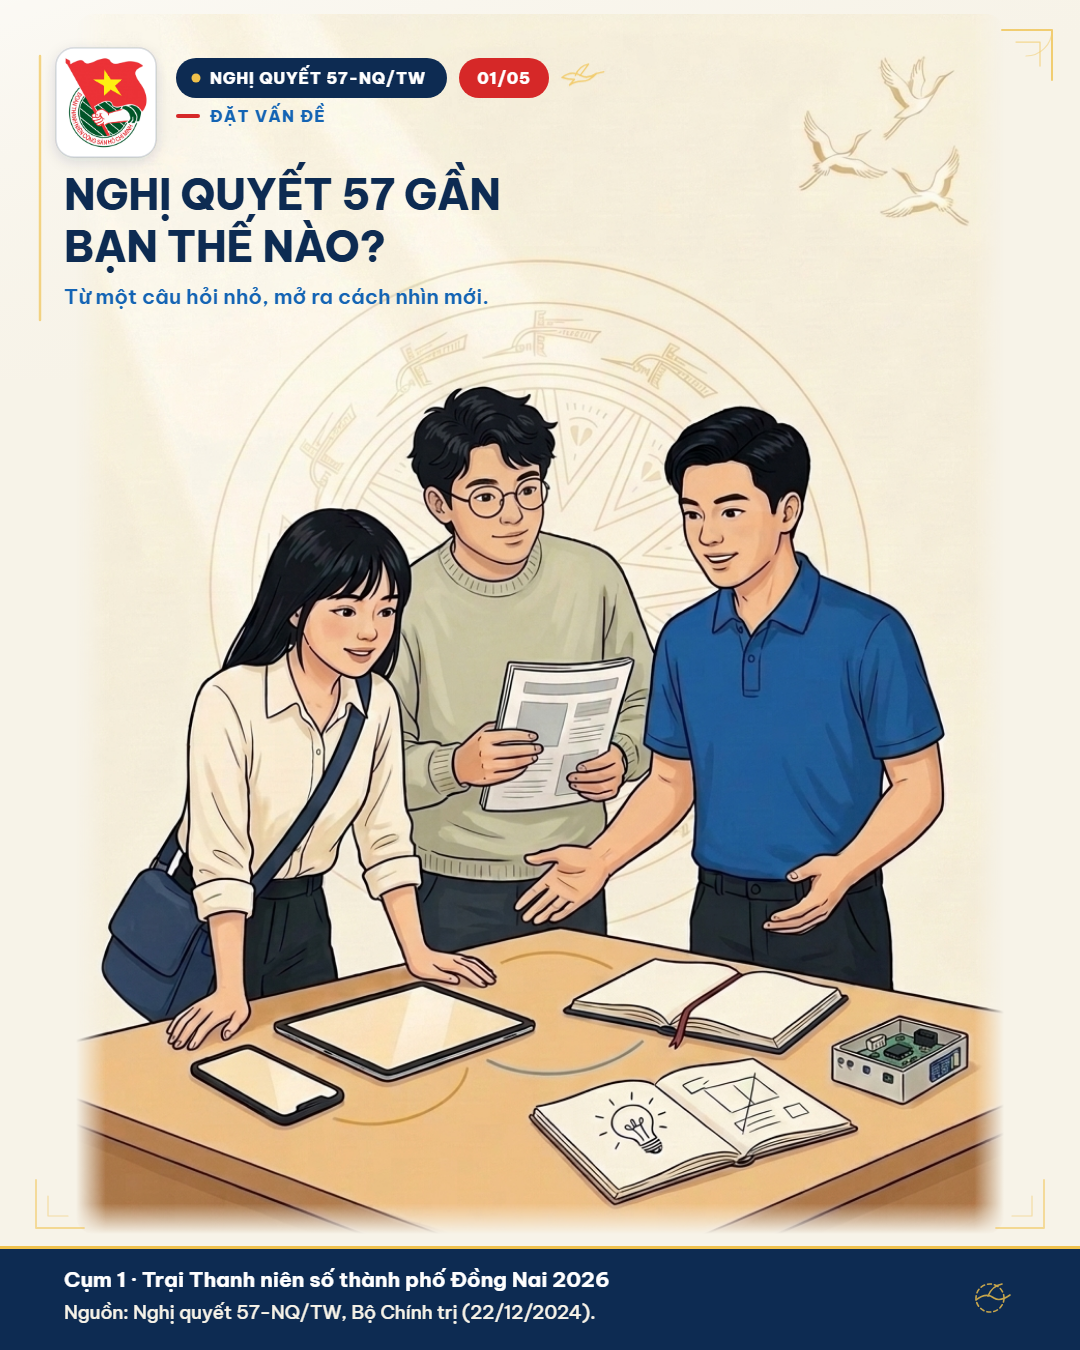 NGHỊ QUYẾT 57-NQ/TW
01/05
ĐẶT VẤN ĐỀ
NGHỊ QUYẾT 57 GẦN
BẠN THẾ NÀO?
Từ một câu hỏi nhỏ, mở ra cách nhìn mới.
Cụm 1 · Trại Thanh niên số thành phố Đồng Nai 2026
Nguồn: Nghị quyết 57-NQ/TW, Bộ Chính trị (22/12/2024).